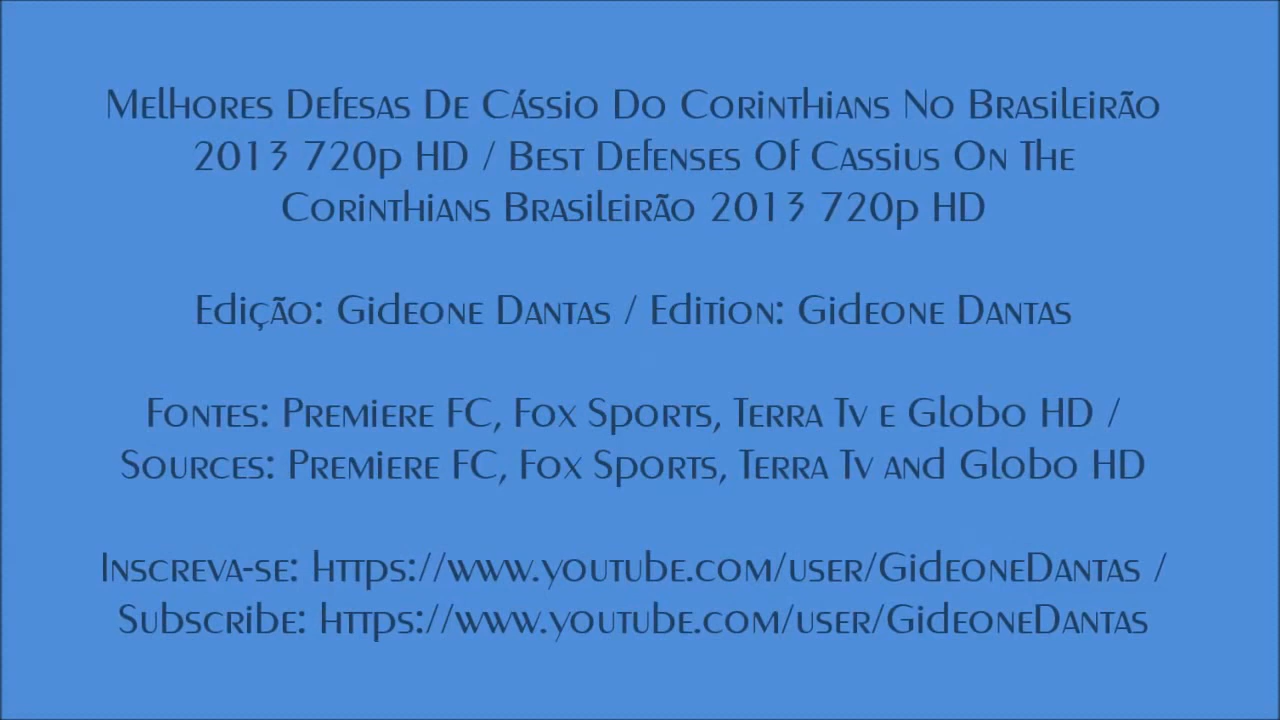 Melhores Defesas De Cássio Do Corinthians No Brasileirão
2013 720p HD / Best Defenses Of Cassius On The
Corinthians Brasileirão 2013 720p HD
Edição: Gideone Dantas / Edition: Gideone Dantas
Fontes: Premiere FC, Fox Sports, Terra Tv e Globo HD /
Sources: Premiere FC, Fox Sports, Terra Tv and Globo HD
Inscreva-se: https://www.youtube.com/user/GideoneDantas /
Subscribe: https://www.youtube.com/user/GideoneDantas